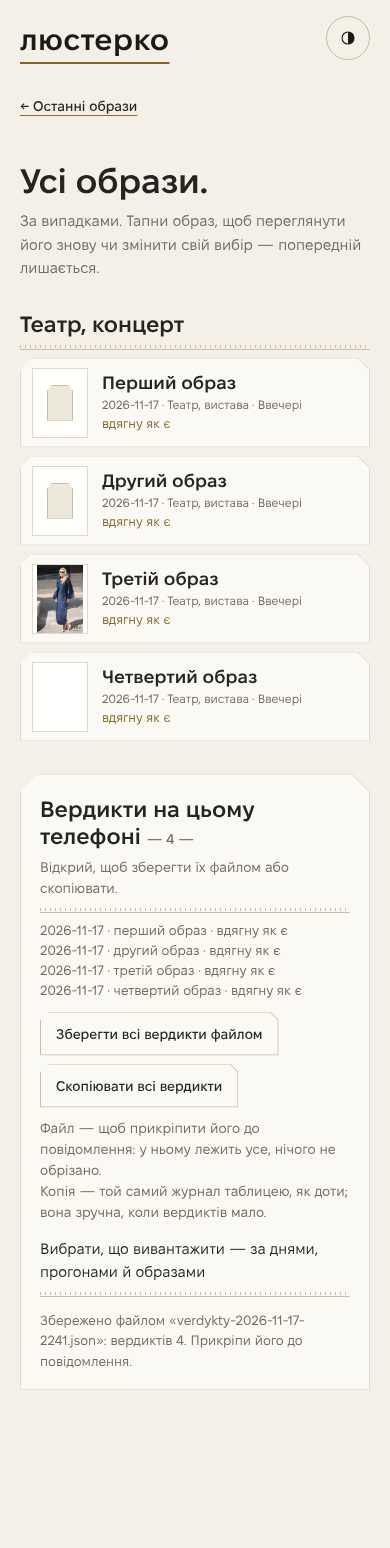 люстерко
← Останні образи
Усі образи.
За випадками. Тапни образ, щоб переглянути
його знову чи змінити свій вибір — попередній
лишається.
Театр, концерт
Перший образ
2026-11-17 · Театр, вистава · Ввечері
вдягну як є
Другий образ
2026-11-17 · Театр, вистава · Ввечері
вдягну як є
Третій образ
2026-11-17 · Театр, вистава · Ввечері
вдягну як є
Четвертий образ
2026-11-17 · Театр, вистава · Ввечері
вдягну як є
Вердикти на цьому
телефоні — 4 —
Відкрий, щоб зберегти їх файлом або
скопіювати.
2026-11-17 · перший образ · вдягну як є
2026-11-17 · другий образ · вдягну як є
2026-11-17 · третій образ · вдягну як є
2026-11-17 · четвертий образ · вдягну як є
Зберегти всі вердикти файлом
Скопіювати всі вердикти
Файл — щоб прикріпити його до
повідомлення: у ньому лежить усе, нічого не
обрізано.
Копія — той самий журнал таблицею, як доти;
вона зручна, коли вердиктів мало.
Вибрати, що вивантажити — за днями,
прогонами й образами
Збережено файлом «verdykty-2026-11-17-
2241.json»: вердиктів 4. Прикріпи його до
повідомлення.